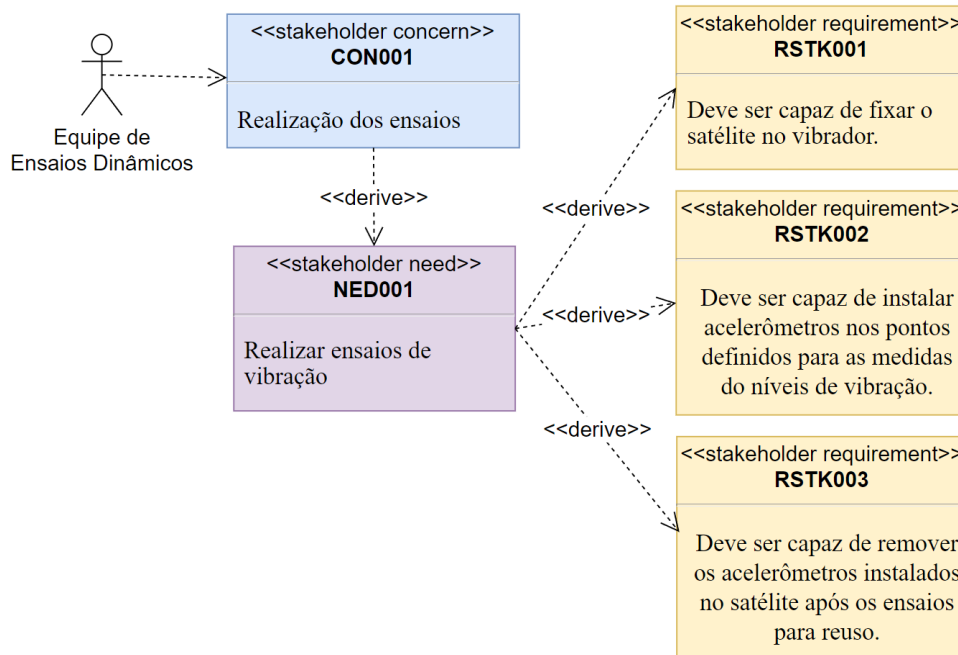 <<stakeholder concern>>
CON001
Realização dos ensaios
Equipe de
Ensaios Dinâmicos
<<derive>>
<<stakeholder need>>
NED001
Realizar ensaios de
vibração
<<derive>>
<<derive>>
<<derive>>
<<stakeholder requirement>>
RSTK001
Deve ser capaz de fixar o
satélite no vibrador.
<<stakeholder requirement>>
RSTK002
Deve ser capaz de instalar
acelerômetros nos pontos
definidos para as medidas
do níveis de vibração.
<<stakeholder requirement>>
RSTK003
Deve ser capaz de remover
os acelerômetros instalados
no satélite após os ensaios
para reuso.